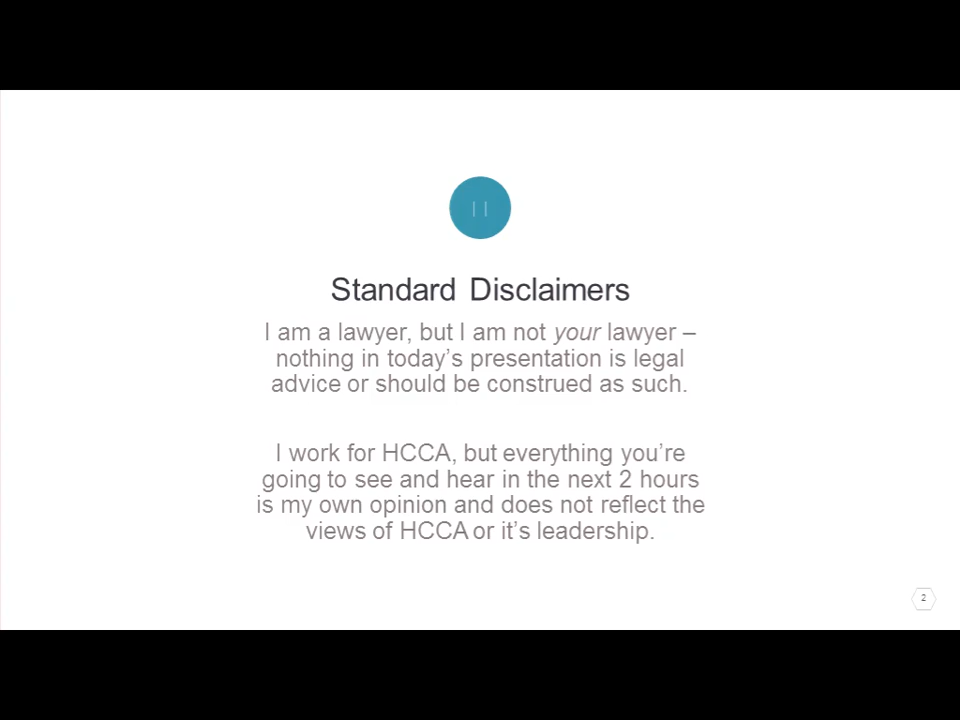 Standard Disclaimers
I am a lawyer, but I am not your lawyer –
nothing in today’s presentation is legal
advice or should be construed as such.
I work for HCCA, but everything you’re
going to see and hear in the next 2 hours
is my own opinion and does not reflect the
views of HCCA or it’s leadership.
2